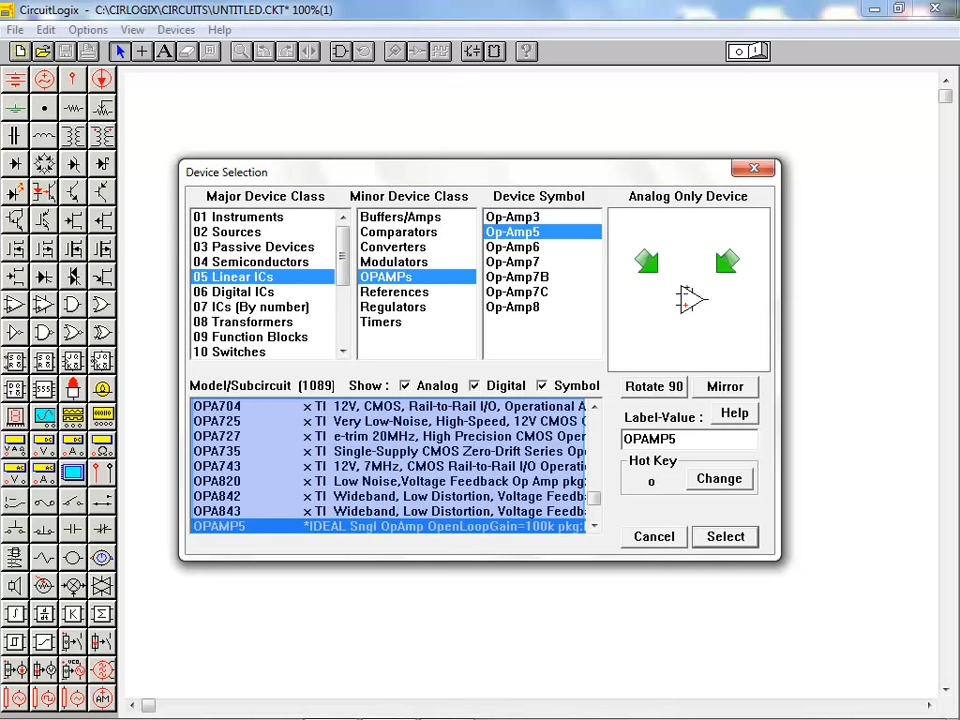 CircuitLogix - C:\CIRLOGIX\CIRCUITS\UNTITLED.CKT* 100%(1)
File Edit Options View Devices Help
Device Selection
Major Device Class Minor Device Class Device Symbol Analog Only Device
01 Instruments Buffers/Amps Op-Amp3
02 Sources Comparators Op-Amp5
03 Passive Devices Converters Op-Amp6
04 Semiconductors Modulators Op-Amp7
05 Linear ICs OPAMPs Op-Amp7B
06 Digital ICs References Op-Amp7C
07 ICs (By number) Regulators Op-Amp8
08 Transformers Timers
09 Function Blocks
10 Switches
Model/Subcircuit [1089] Show : Analog Digital Symbol Rotate 90 Mirror
OPA704 x TI 12V, CMOS, Rail-to-Rail I/O, Operational A
OPA725 x TI Very Low-Noise, High-Speed, 12V CMOS O
OPA727 x TI e-trim 20MHz, High Precision CMOS Oper
OPA735 x TI Single-Supply CMOS Zero-Drift Series Op
OPA743 x TI 12V, 7MHz, CMOS Rail-to-Rail I/O Operati
OPA820 x TI Low Noise,Voltage Feedback Op Amp pkg:
OPA842 x TI Wideband, Low Distortion, Voltage Feedb
OPA843 x TI Wideband, Low Distortion, Voltage Feedb
OPAMP5 *IDEAL Sngl OpAmp OpenLoopGain=100k pkg:
Label-Value : Help
OPAMP5
Hot Key
o Change
Cancel Select